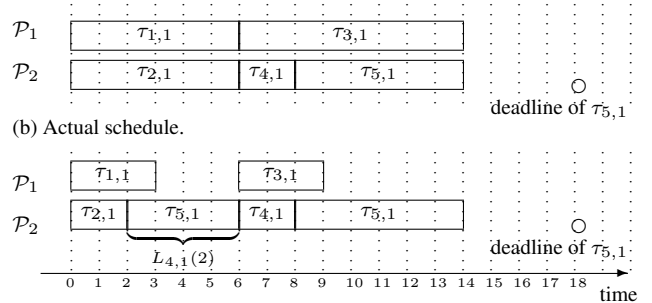 𝒫₁ τ₁,₁ τ₃,₁
𝒫₂ τ₂,₁ τ₄,₁ τ₅,₁
deadline of τ₅,₁
(b) Actual schedule.
𝒫₁ τ₁,₁ τ₃,₁
𝒫₂ τ₂,₁ τ₅,₁ τ₄,₁ τ₅,₁
deadline of τ₅,₁
L₄,₁(2)
0 1 2 3 4 5 6 7 8 9 10 11 12 13 14 15 16 17 18
time